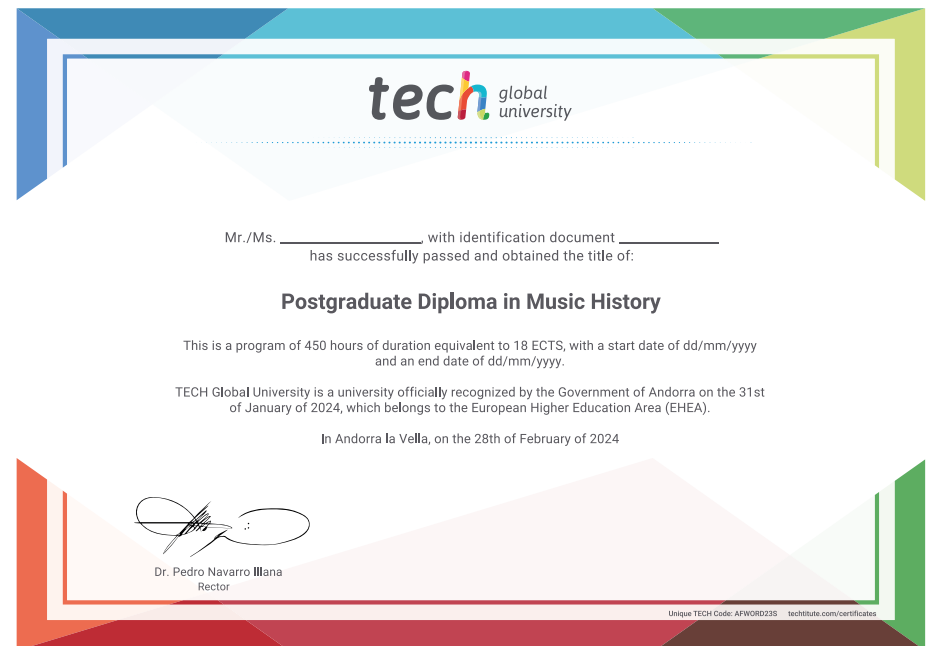 tech global
university
Mr./Ms. ____________________, with identification document ______________
has successfully passed and obtained the title of:
Postgraduate Diploma in Music History
This is a program of 450 hours of duration equivalent to 18 ECTS, with a start date of dd/mm/yyyy
and an end date of dd/mm/yyyy.
TECH Global University is a university officially recognized by the Government of Andorra on the 31st
of January of 2024, which belongs to the European Higher Education Area (EHEA).
In Andorra la Vella, on the 28th of February of 2024
Dr. Pedro Navarro Illana
Rector
Unique TECH Code: AFWORD23S techtitute.com/certificates